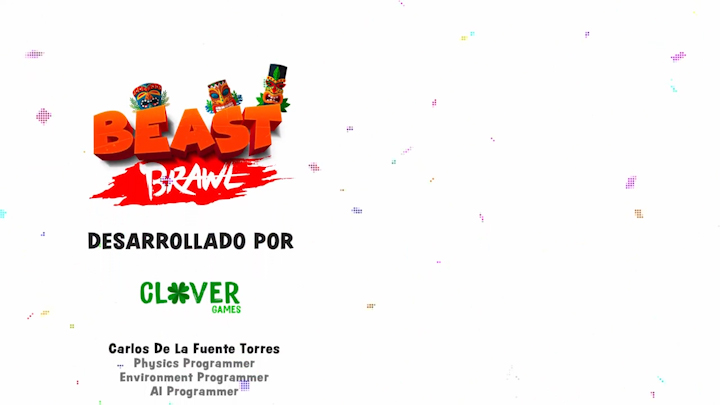 BEAST
BRAWL
DESARROLLADO POR
CLOVER
GAMES
Carlos De La Fuente Torres
Physics Programmer
Environment Programmer
AI Programmer